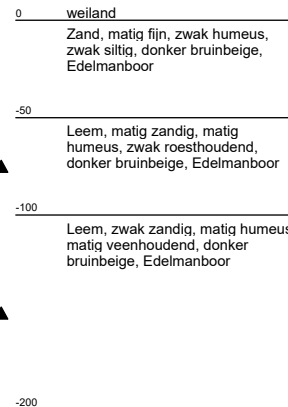 0 weiland
Zand, matig fijn, zwak humeus,
zwak siltig, donker bruinbeige,
Edelmanboor
-50
Leem, matig zandig, matig
humeus, zwak roesthoudend,
donker bruinbeige, Edelmanboor
-100
Leem, zwak zandig, matig humeus
matig veenhoudend, donker
bruinbeige, Edelmanboor
-200